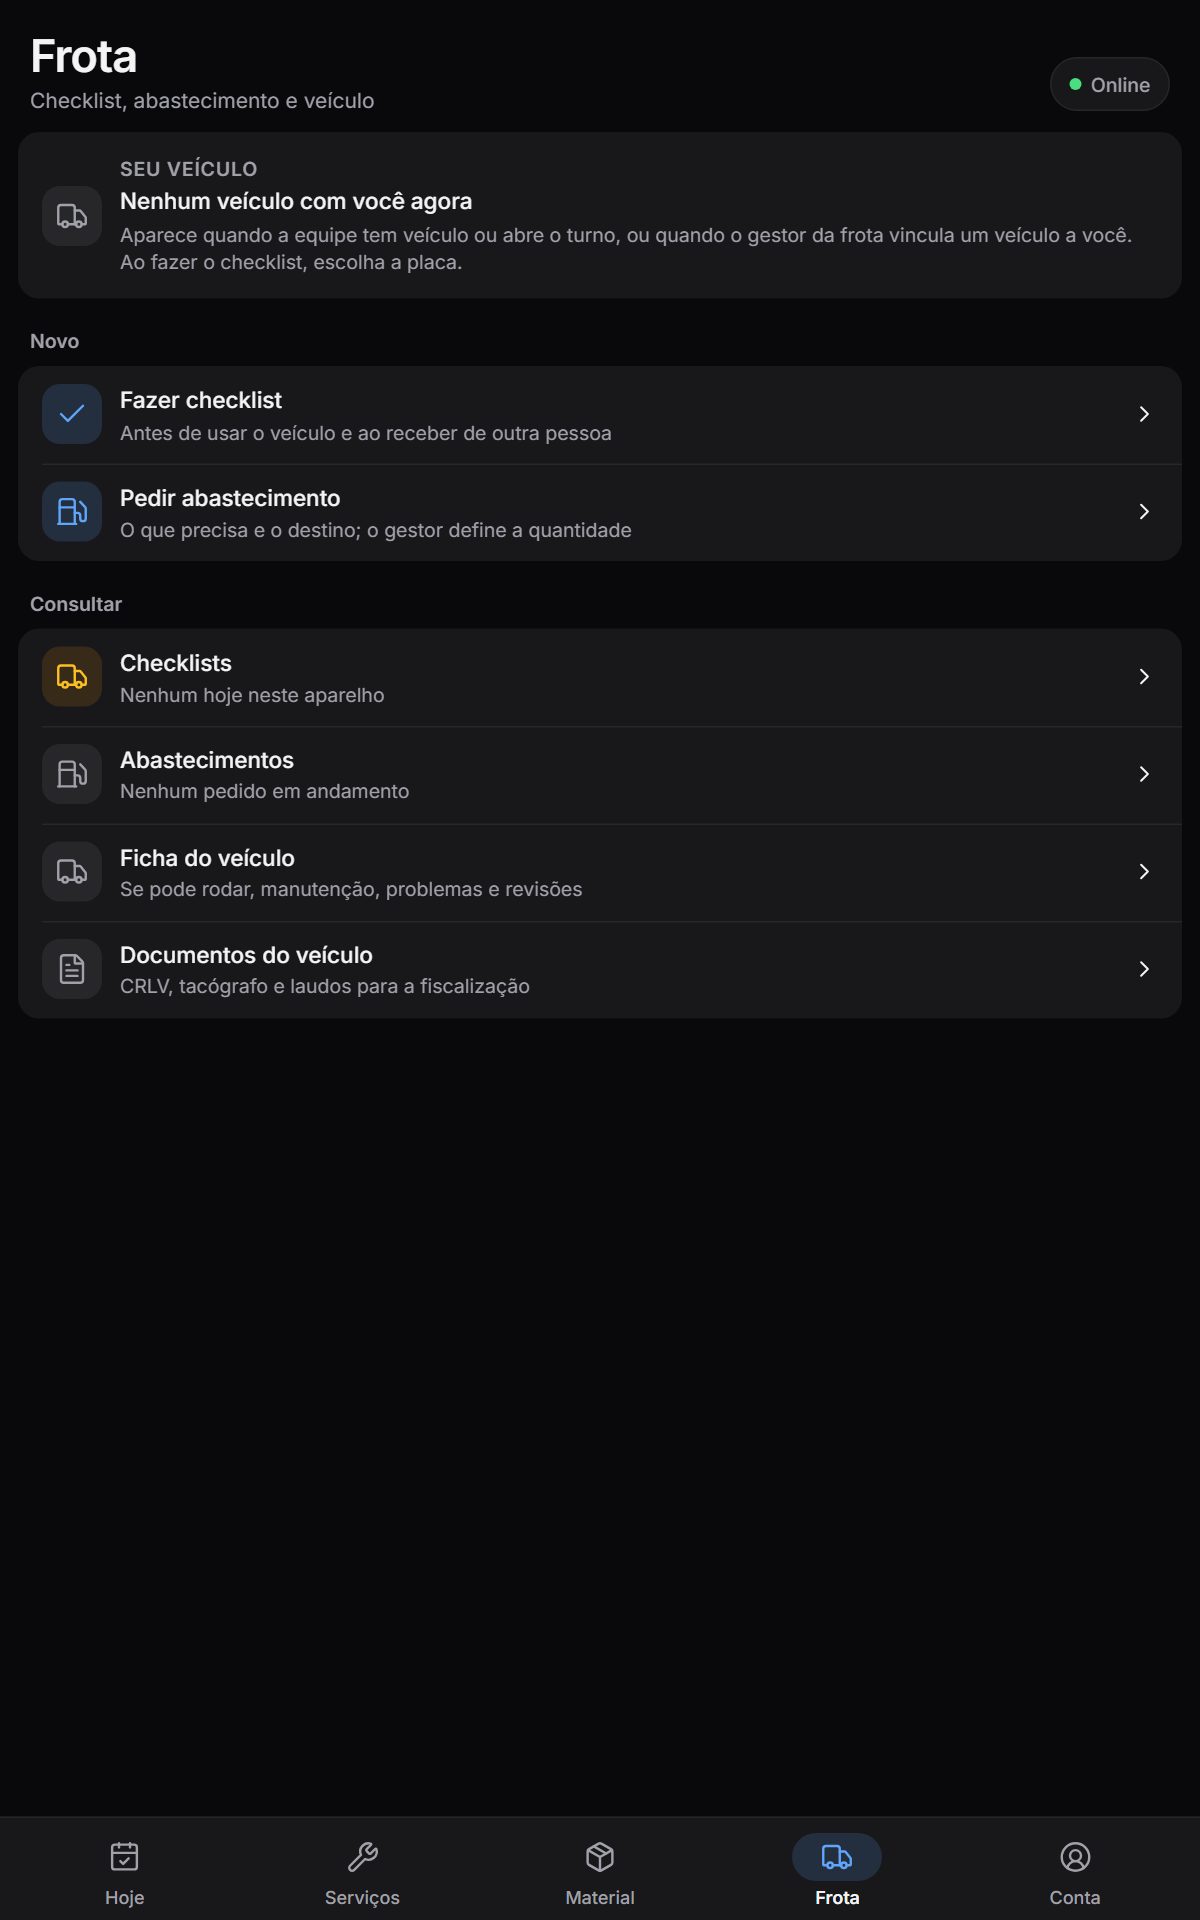 Frota
Checklist, abastecimento e veículo
Online
SEU VEÍCULO
Nenhum veículo com você agora
Aparece quando a equipe tem veículo ou abre o turno, ou quando o gestor da frota vincula um veículo a você.
Ao fazer o checklist, escolha a placa.
Novo
Fazer checklist
Antes de usar o veículo e ao receber de outra pessoa
Pedir abastecimento
O que precisa e o destino; o gestor define a quantidade
Consultar
Checklists
Nenhum hoje neste aparelho
Abastecimentos
Nenhum pedido em andamento
Ficha do veículo
Se pode rodar, manutenção, problemas e revisões
Documentos do veículo
CRLV, tacógrafo e laudos para a fiscalização
Hoje
Serviços
Material
Frota
Conta